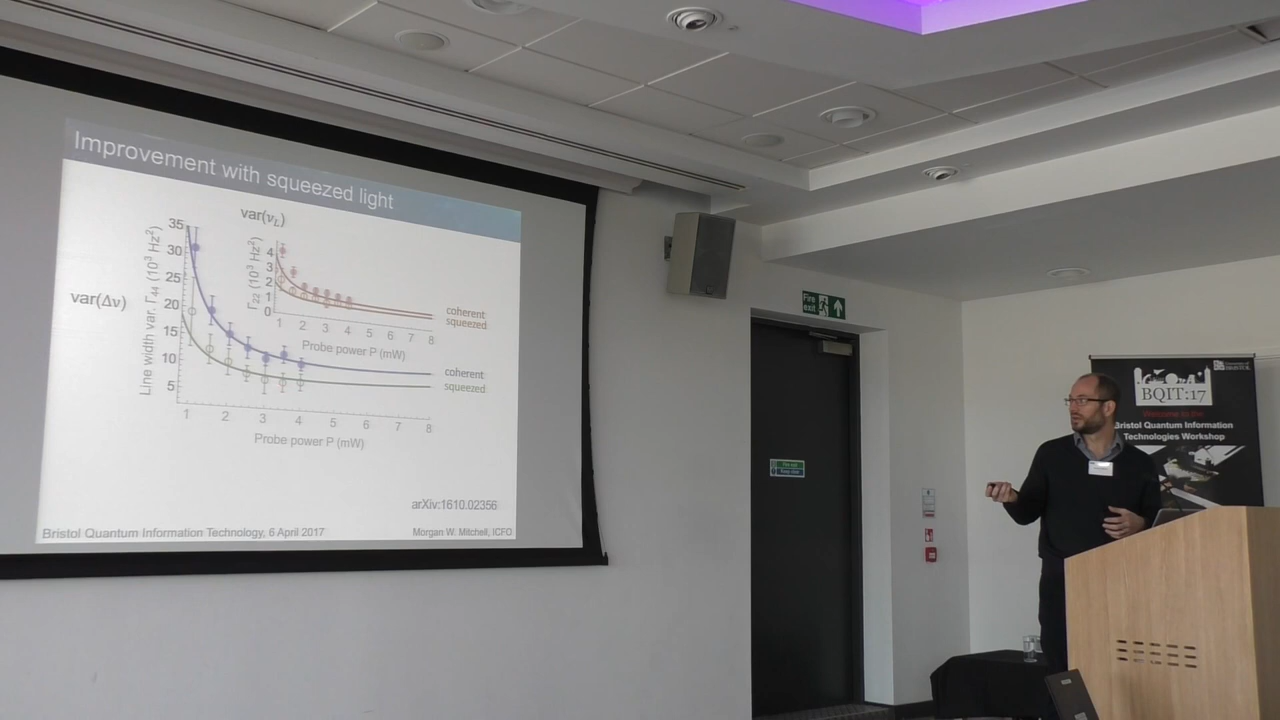 Improvement with squeezed light
var(Δν)
Line width var. Γ44 (10³ Hz²)
35
30
25
20
15
10
5
1 2 3 4 5 6 7 8
Probe power P (mW)
coherent
squeezed
var(νL)
Γ22 (10³ Hz²)
4
3
2
1
0
1 2 3 4 5 6 7 8
Probe power P (mW)
coherent
squeezed
arXiv:1610.02356
Bristol Quantum Information Technology, 6 April 2017
Morgan W. Mitchell, ICFO
Fire
exit
BQIT:17
Welcome to the
Bristol Quantum Information
Technologies Workshop